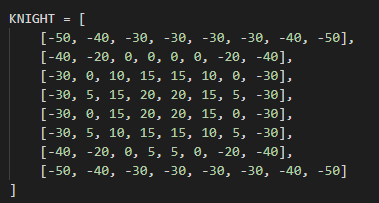 KNIGHT = [
    [-50, -40, -30, -30, -30, -30, -40, -50],
    [-40, -20, 0, 0, 0, 0, -20, -40],
    [-30, 0, 10, 15, 15, 10, 0, -30],
    [-30, 5, 15, 20, 20, 15, 5, -30],
    [-30, 0, 15, 20, 20, 15, 0, -30],
    [-30, 5, 10, 15, 15, 10, 5, -30],
    [-40, -20, 0, 5, 5, 0, -20, -40],
    [-50, -40, -30, -30, -30, -30, -40, -50]
]